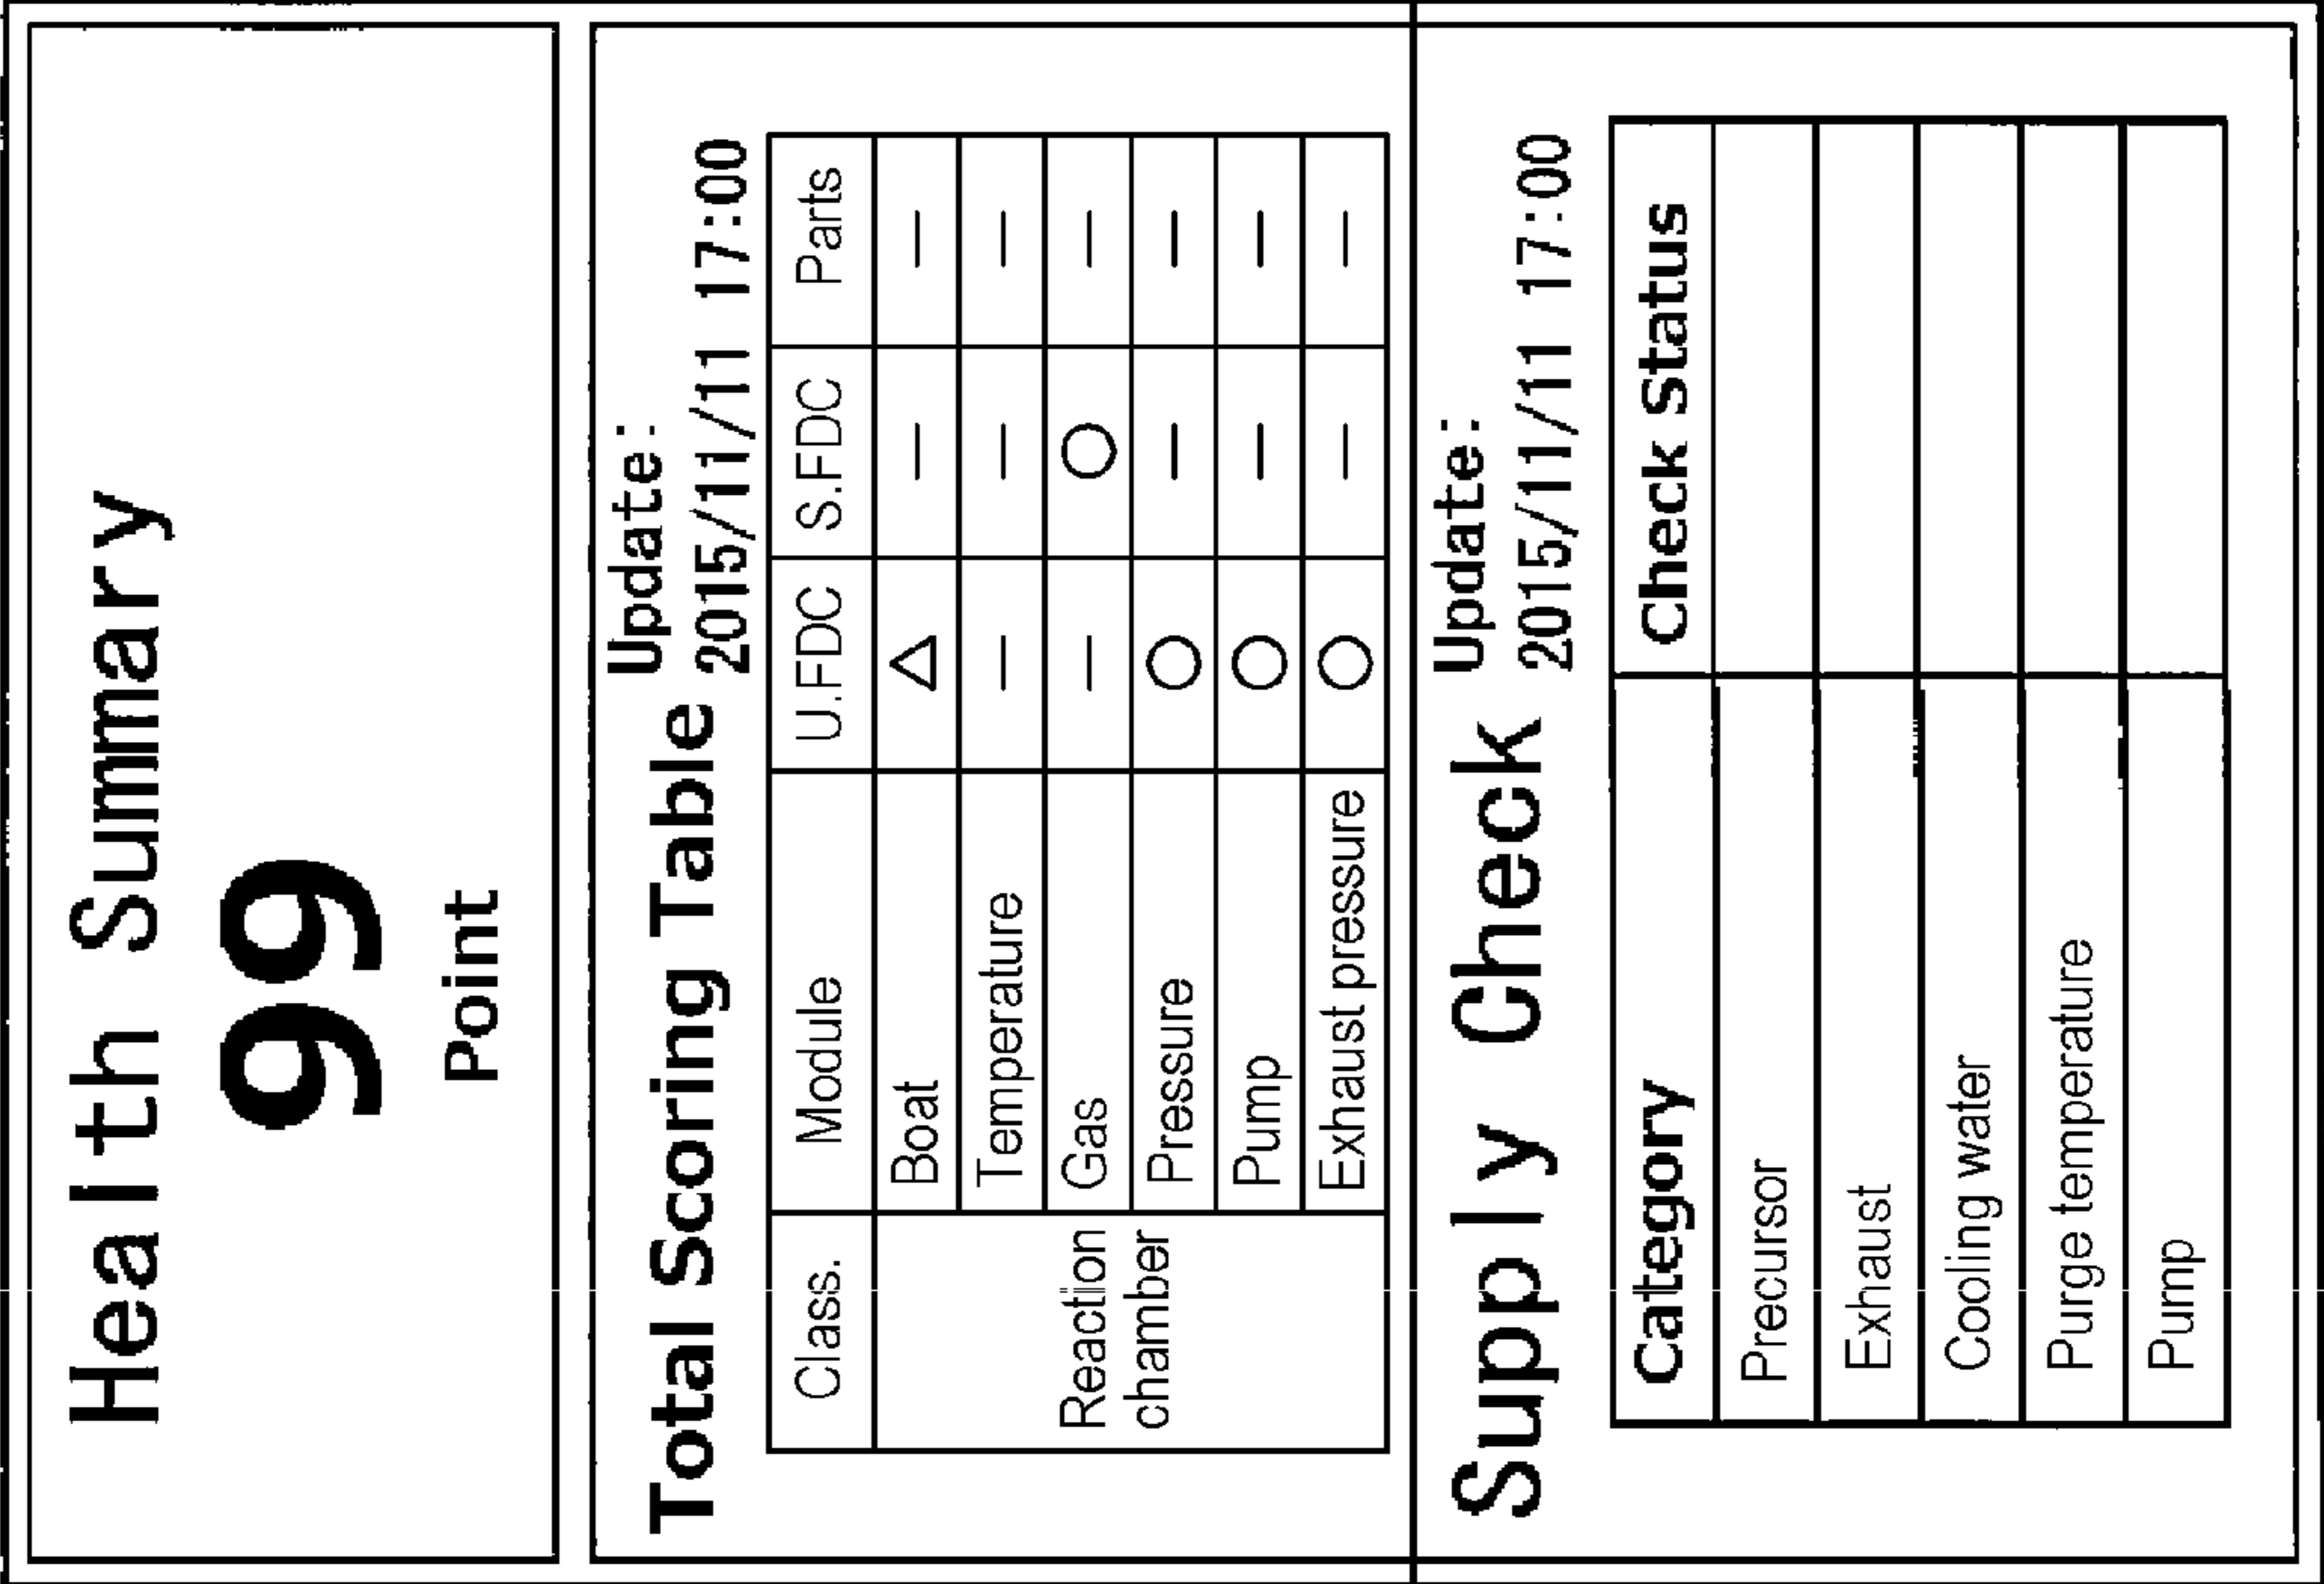 Health Summary
99
Point
Total Scoring Table
Update:
2015/11/11 17:00
Class. Module U.FDC S.FDC Parts
Reaction chamber
Boat △ — — 
Temperature — — —
Gas — ○ —
Pressure ○ — —
Pump ○ — —
Exhaust pressure ○ — —
Supply Check
Update:
2015/11/11 17:00
Category Check status
Precursor
Exhaust
Cooling water
Purge temperature
Pump